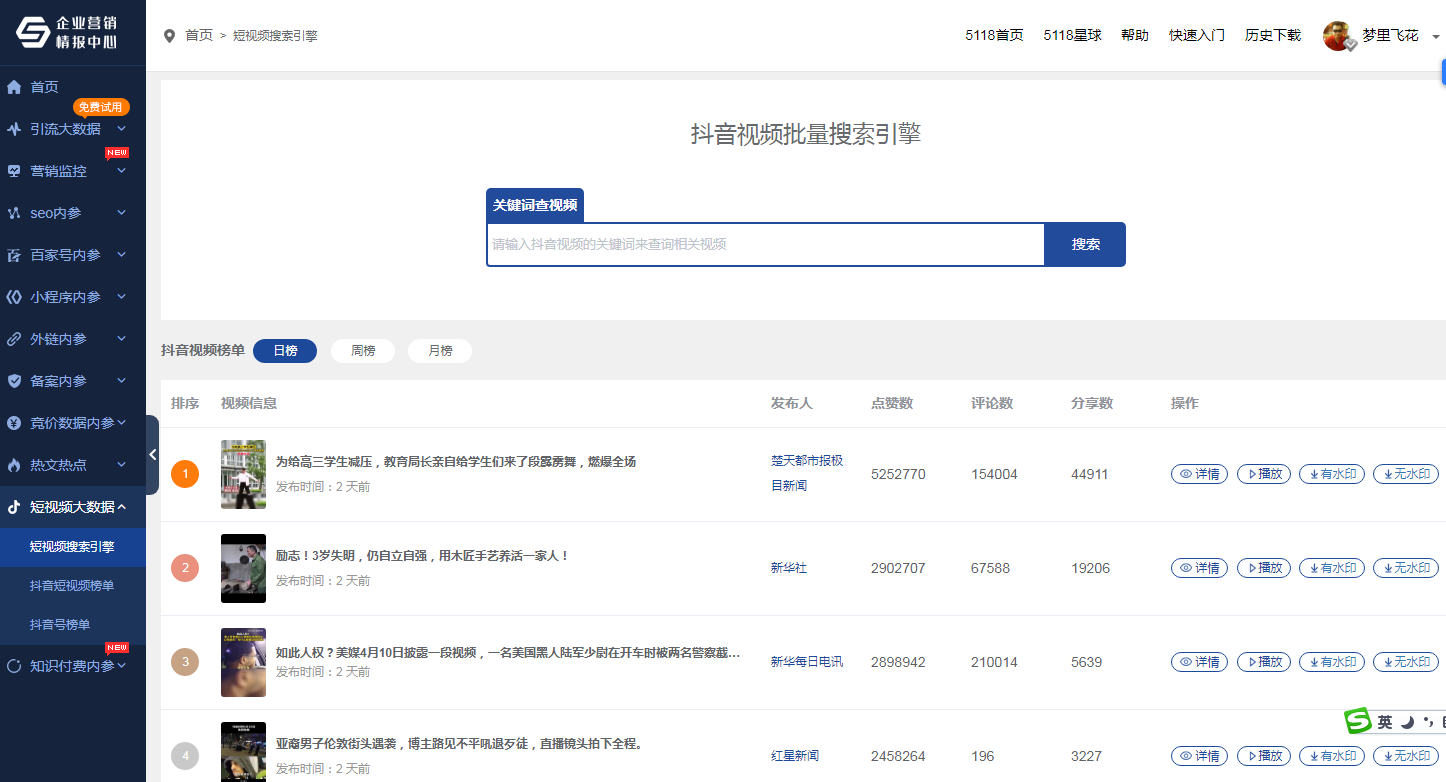 企业营销
情报中心
首页 > 短视频搜索引擎
5118首页 5118星球 帮助 快速入门 历史下载 梦里飞花
首页
免费试用
引流大数据
NEW
营销监控
seo内参
百家号内参
小程序内参
外链内参
备案内参
竞价数据内参
热文热点
短视频大数据
短视频搜索引擎
抖音短视频榜单
抖音号榜单
NEW
知识付费内参
抖音视频批量搜索引擎
关键词查视频
请输入抖音视频的关键词来查询相关视频 搜索
抖音视频榜单 日榜 周榜 月榜
排序 视频信息 发布人 点赞数 评论数 分享数 操作
1 为给高三学生减压，教育局长亲自给学生们来了段霹雳舞，燃爆全场
发布时间：2 天前
楚天都市报极
目新闻
5252770 154004 44911 详情 播放 有水印 无水印
2 励志！3岁失明，仍自立自强，用木匠手艺养活一家人！
发布时间：2 天前
新华社 2902707 67588 19206 详情 播放 有水印 无水印
3 如此人权？美媒4月10日披露一段视频，一名美国黑人陆军少尉在开车时被两名警察截...
发布时间：2 天前
新华每日电讯 2898942 210014 5639 详情 播放 有水印 无水印
4 亚裔男子伦敦街头遇袭，博主路见不平吼退歹徒，直播镜头拍下全程。
发布时间：2 天前
红星新闻 2458264 196 3227 详情 播放 有水印 无水印
英